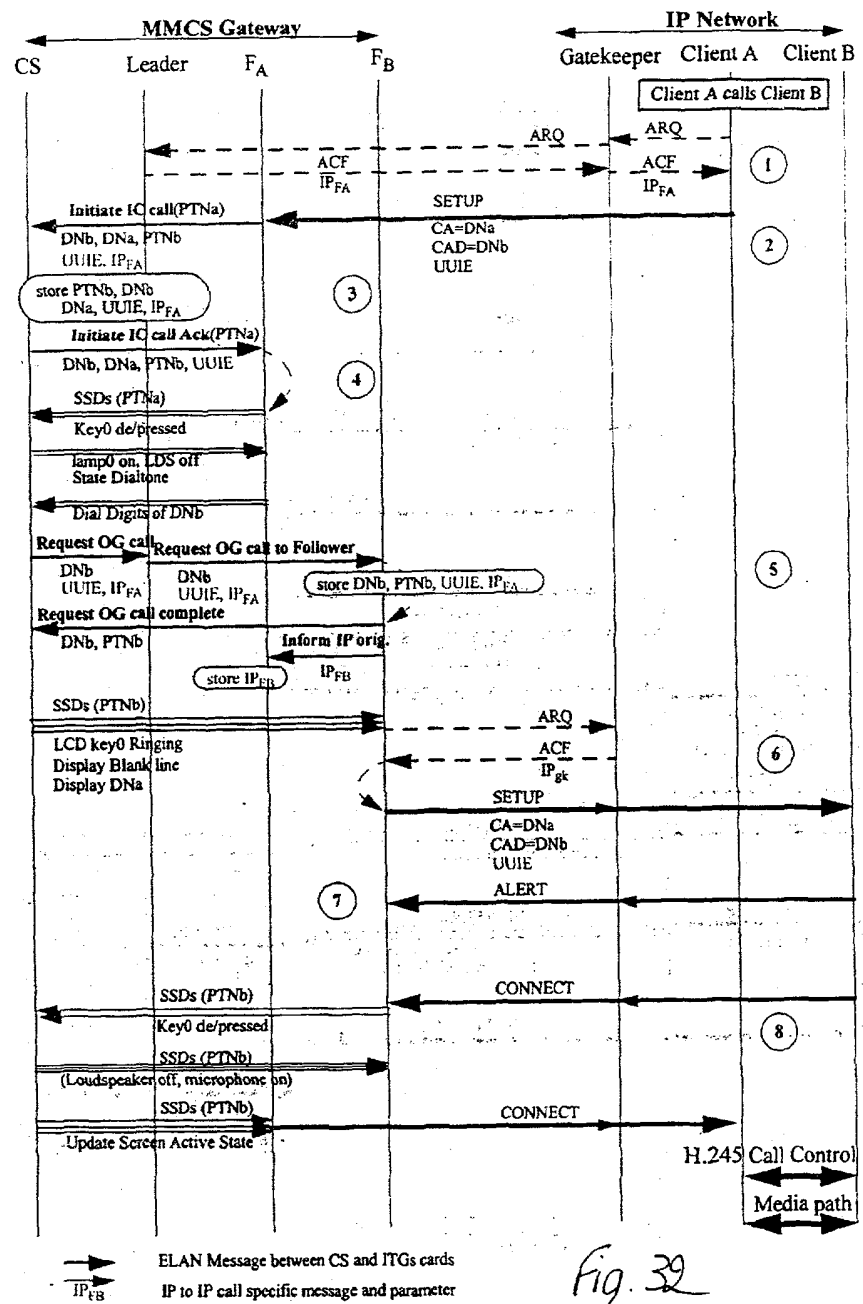 MMCS Gateway
IP Network
CS Leader FA FB Gatekeeper Client A Client B
Client A calls Client B
ARQ
ARQ
ACF
IPFA
ACF
IPFA
1
SETUP
CA=DNa
CAD=DNb
UUIE
Initiate IC call(PTNa)
DNb, DNa, PTNb
UUIE. IPFA
2
store PTNb, DNb
DNa, UUIE, IPFA
3
Initiate IC call Ack(PTNa)
DNb, DNa, PTNb, UUIE
4
SSDs (PTNa)
Key0 de/pressed
lamp0 on, LDS off
State Dialtone
Dial Digits of DNb
Request OG call
DNb
UUIE, IPFA
Request OG call to Follower
DNb
UUIE, IPFA
store DNb, PTNb, UUIE, IPFA
5
Request OG call complete
DNb, PTNb
Inform IP orig.
IPFB
store IPFB
SSDs (PTNb)
LCD key0 Ringing
Display Blank line
Display DNa
ARQ
ACF
IPgk
6
SETUP
CA=DNa
CAD=DNb
UUIE
7
ALERT
SSDs (PTNb)
Key0 de/pressed
CONNECT
8
SSDs (PTNb)
(Loudspeaker off, microphone on)
SSDs (PTNb)
Update Screen Active State
CONNECT
H.245 Call Control
Media path
ELAN Message between CS and ITGs cards
IPFB IP to IP call specific message and parameter
Fig. 32